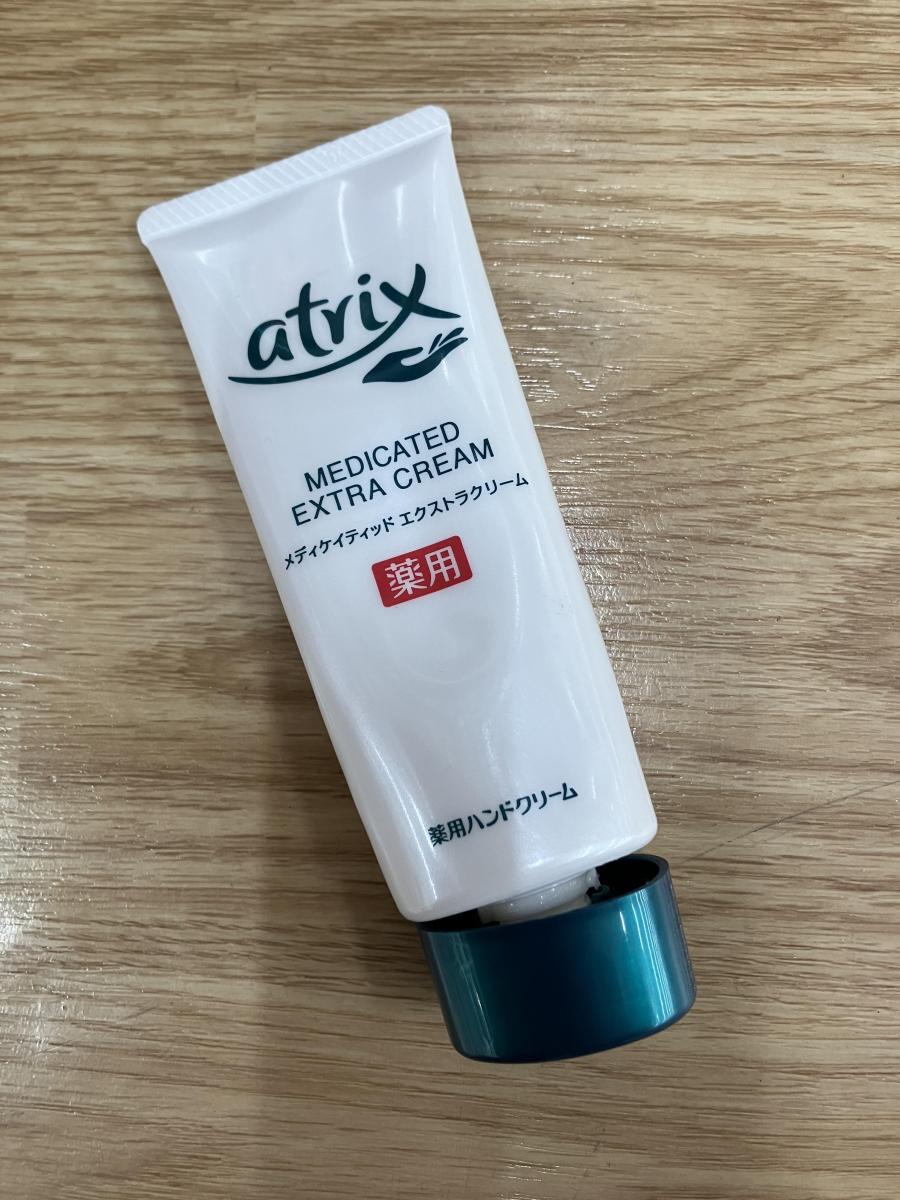 atrix
MEDICATED
EXTRA CREAM
メディケイティッド エクストラクリーム
薬用
薬用ハンドクリーム